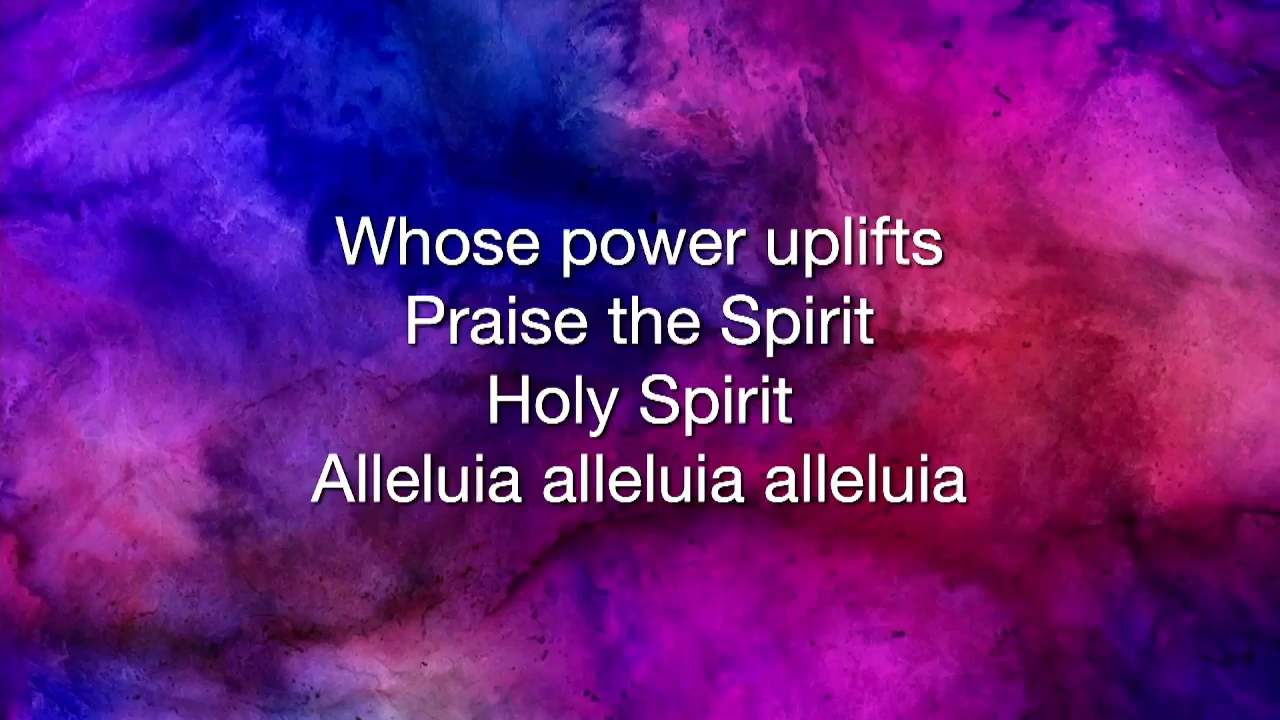 Whose power uplifts
Praise the Spirit
Holy Spirit
Alleluia alleluia alleluia